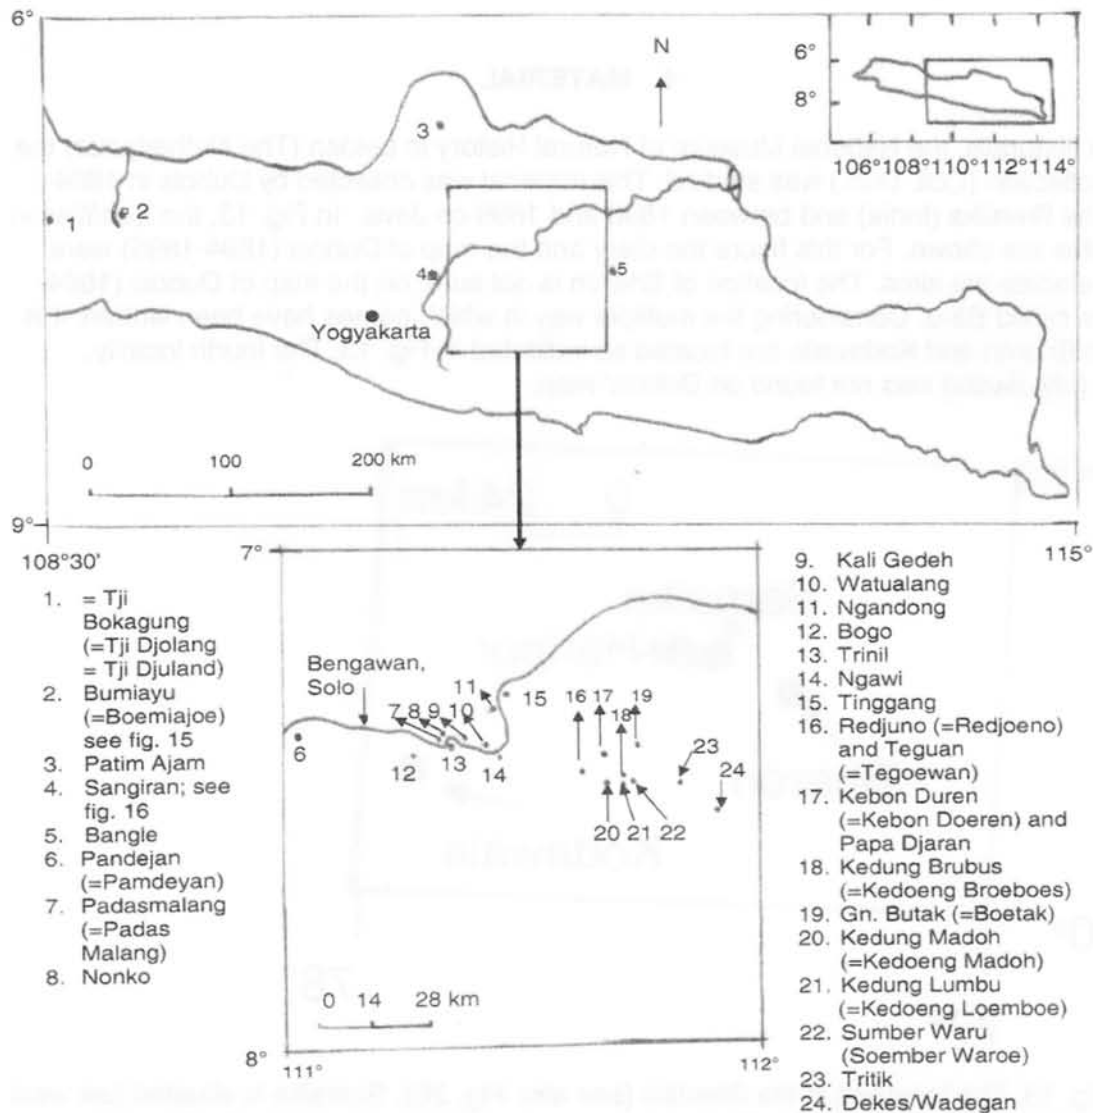 6°
N
6°
8°
106° 108° 110° 112° 114°
3
2
1
4
5
Yogyakarta
0 100 200 km
9°
108°30'
115°
7°
1. = Tji
Bokagung
(=Tji Djolang
= Tji Djuland)
2. Bumiayu
(=Boemiajoe)
see fig. 15
3. Patim Ajam
4. Sangiran; see
fig. 16
5. Bangle
6. Pandejan
(=Pamdeyan)
7. Padasmalang
(=Padas
Malang)
8. Nonko
Bengawan,
Solo
11
15
16 17 19
7 8 9 10
18
6
12
13
14
23
24
20 21 22
0 14 28 km
8°
111°
112°
9. Kali Gedeh
10. Watualang
11. Ngandong
12. Bogo
13. Trinil
14. Ngawi
15. Tinggang
16. Redjuno (=Redjoeno)
and Teguan
(=Tegoewan)
17. Kebon Duren
(=Kebon Doeren) and
Papa Djaran
18. Kedung Brubus
(=Kedoeng Broeboes)
19. Gn. Butak (=Boetak)
20. Kedung Madoh
(=Kedoeng Madoh)
21. Kedung Lumbu
(=Kedoeng Loemboe)
22. Sumber Waru
(Soember Waroe)
23. Tritik
24. Dekes/Wadegan